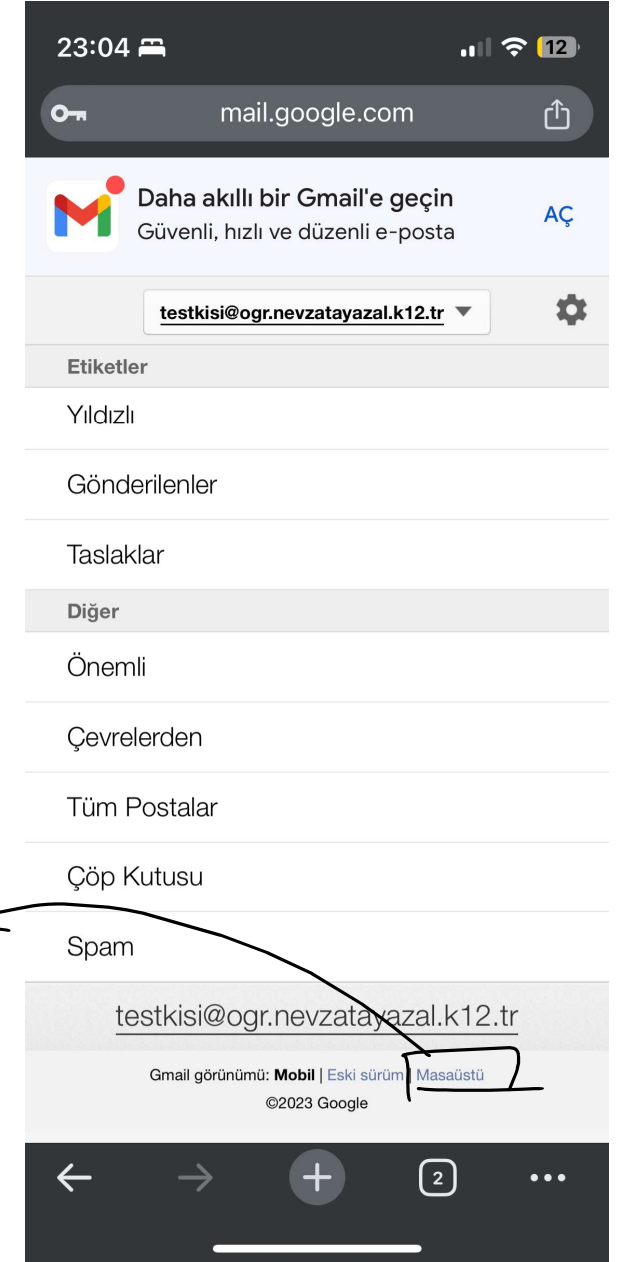 23:04
12
mail.google.com
Daha akıllı bir Gmail'e geçin
Güvenli, hızlı ve düzenli e-posta
AÇ
testkisi@ogr.nevzatayazal.k12.tr
Etiketler
Yıldızlı
Gönderilenler
Taslaklar
Diğer
Önemli
Çevrelerden
Tüm Postalar
Çöp Kutusu
Spam
testkisi@ogr.nevzatayazal.k12.tr
Gmail görünümü: Mobil | Eski sürüm | Masaüstü
©2023 Google
2